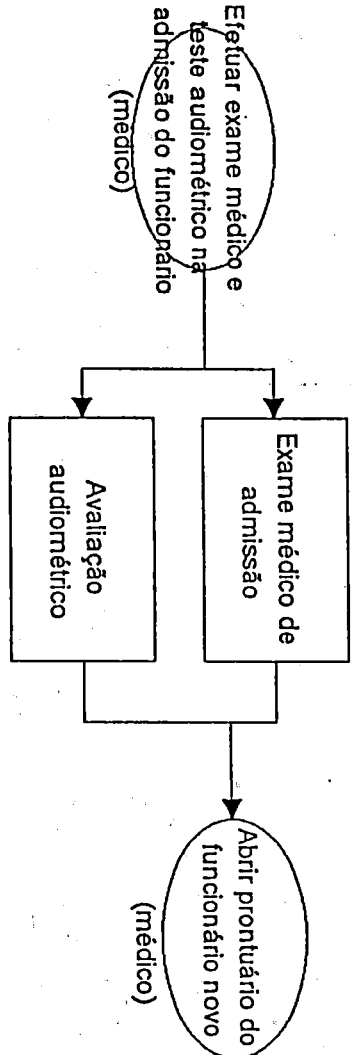 Efetuar exame médico e
teste audiométrico na
admissão do funcionário
(médico)
Exame médico de
admissão
Avaliação
audiométrico
Abrir prontuário do
funcionário novo
(médico)